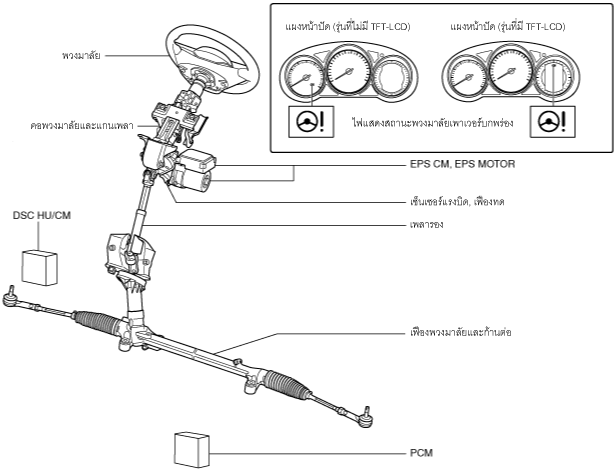 แผงหน้าปัด (รุ่นที่ไม่มี TFT-LCD)
แผงหน้าปัด (รุ่นที่มี TFT-LCD)
ไฟแสดงสถานะพวงมาลัยเพาเวอร์บกพร่อง
พวงมาลัย
คอพวงมาลัยและแกนเพลา
EPS CM, EPS MOTOR
เซ็นเซอร์แรงบิด, เฟืองทด
เพลารอง
DSC HU/CM
เฟืองพวงมาลัยและก้านต่อ
PCM